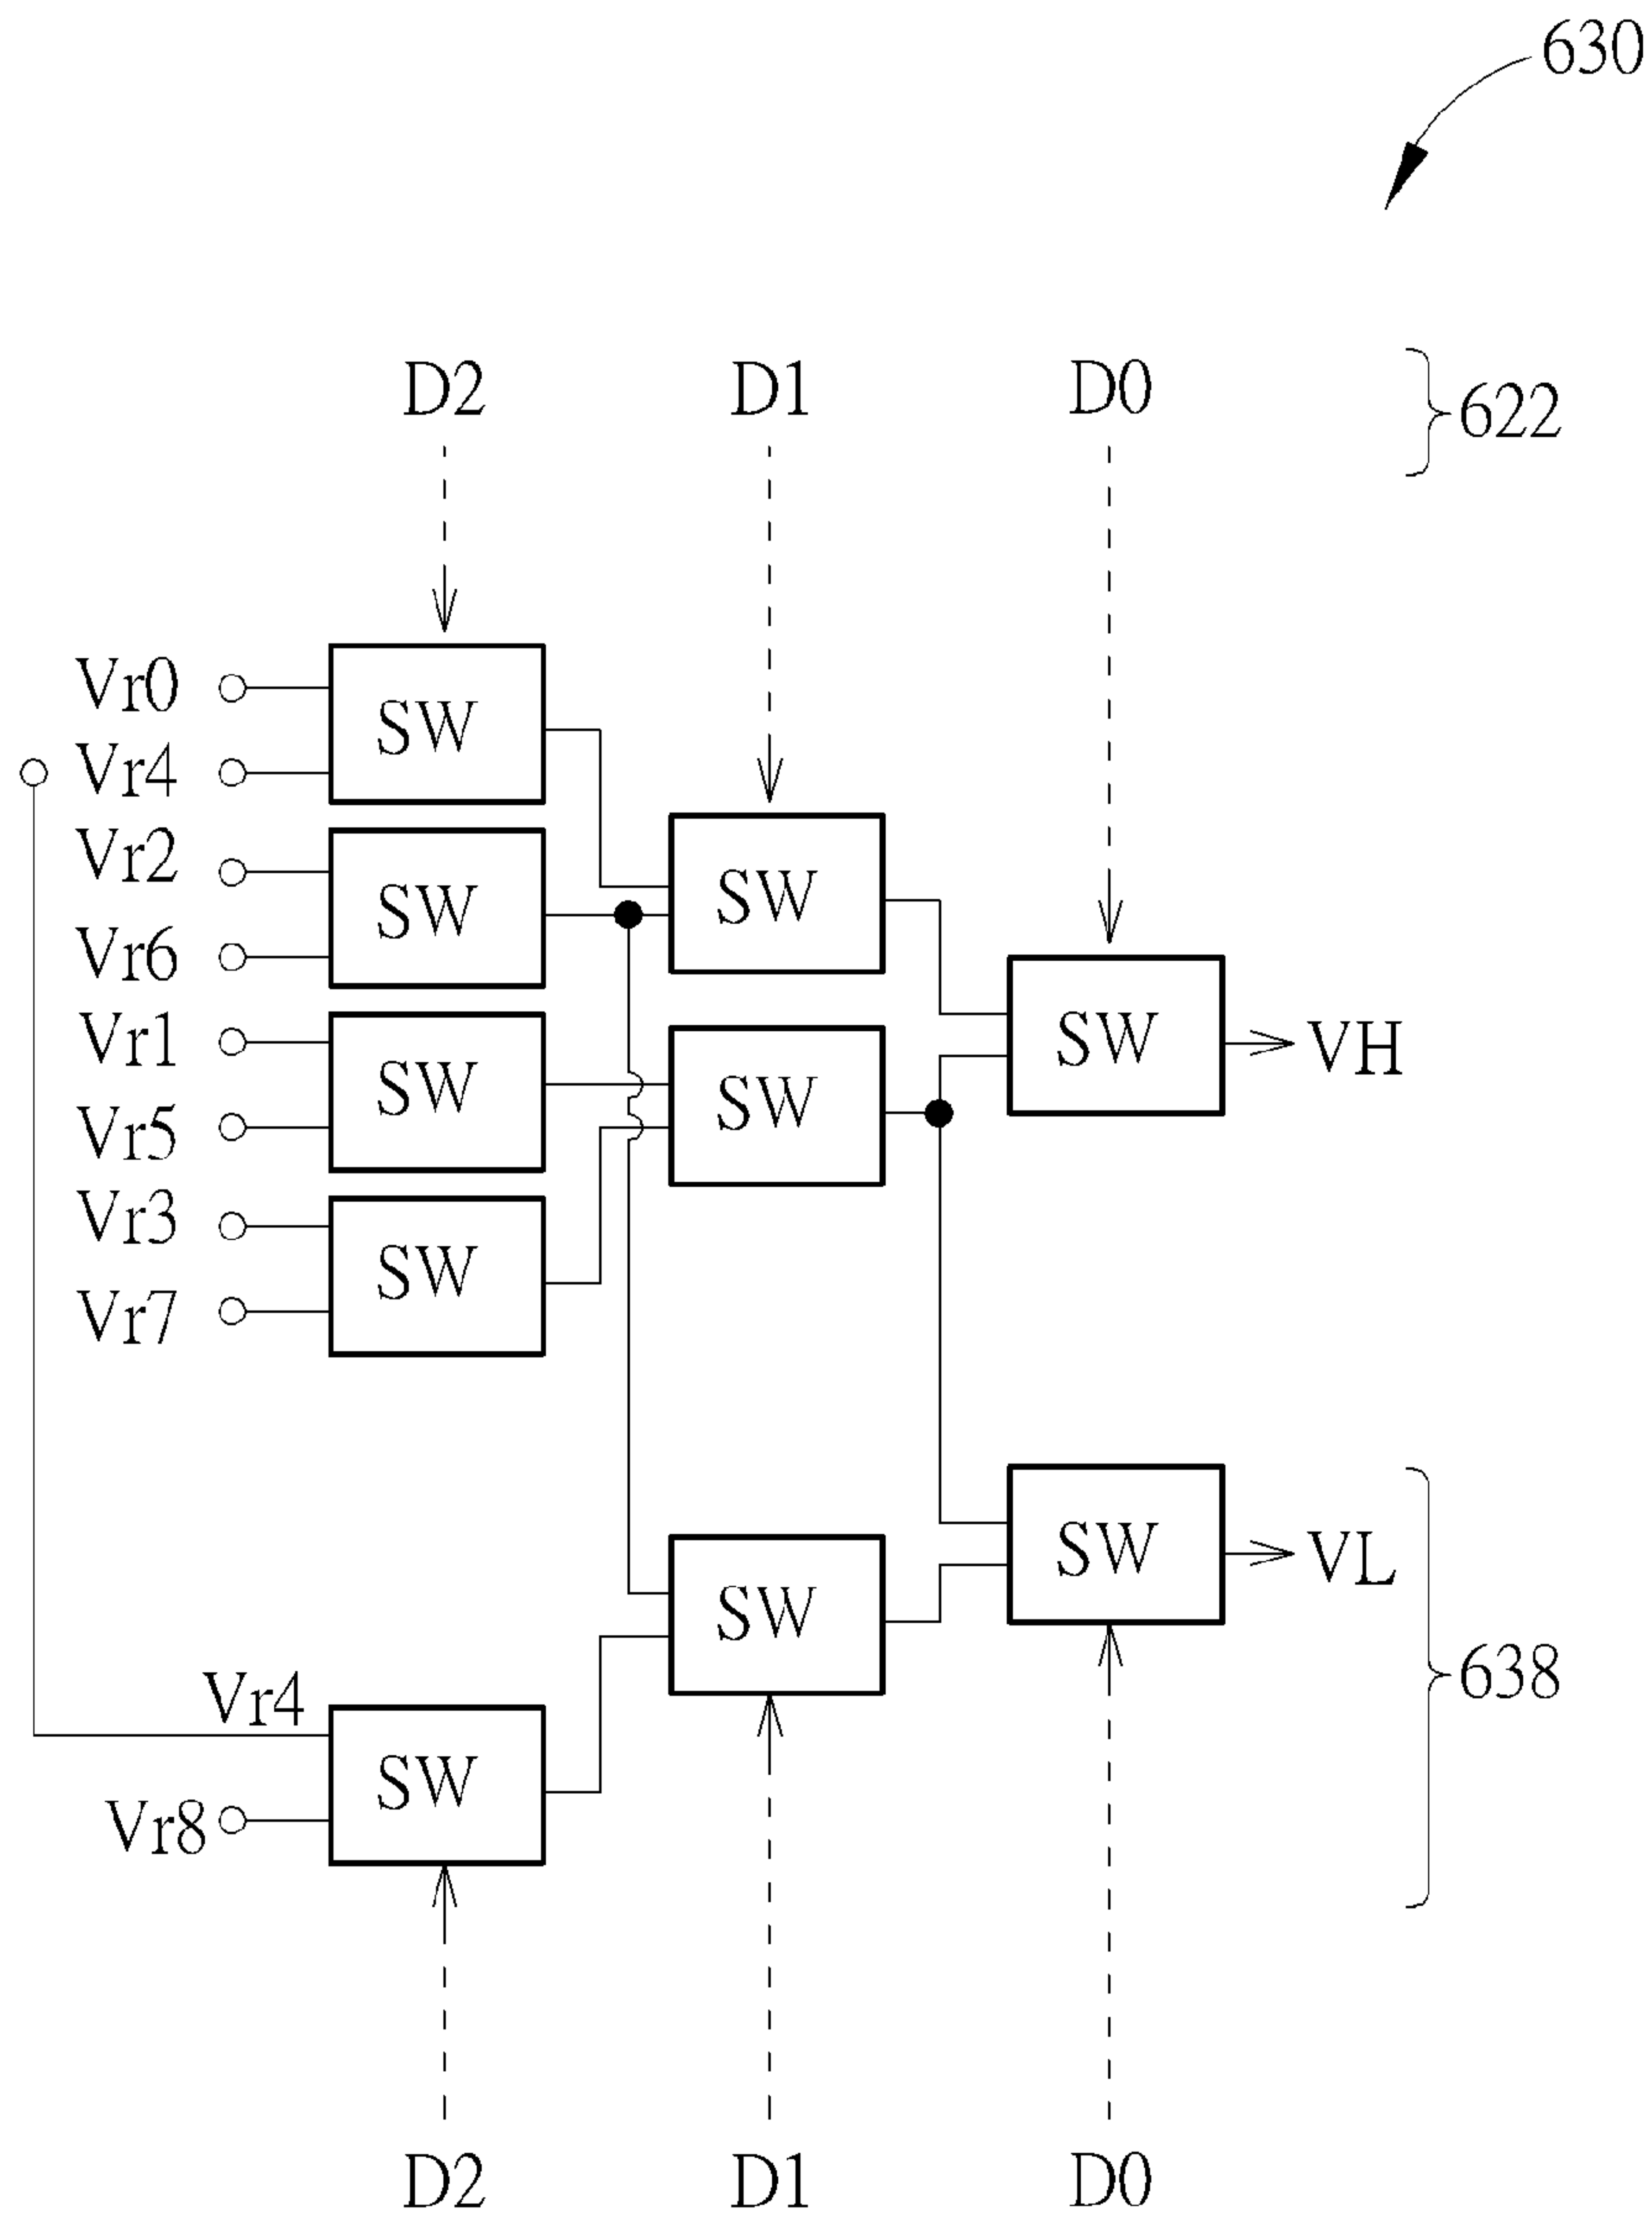 630
D2 D1 D0 622
Vr0 SW
Vr4
Vr2 SW SW
Vr6
Vr1 SW SW SW VH
Vr5
Vr3 SW
Vr7
SW VL
SW
638
Vr4
SW
Vr8
D2 D1 D0